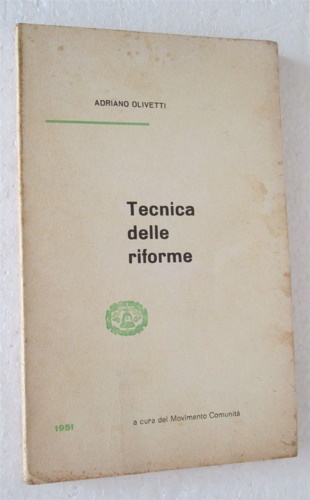 ADRIANO OLIVETTI
Tecnica
delle
riforme
1951
a cura del Movimento Comunità